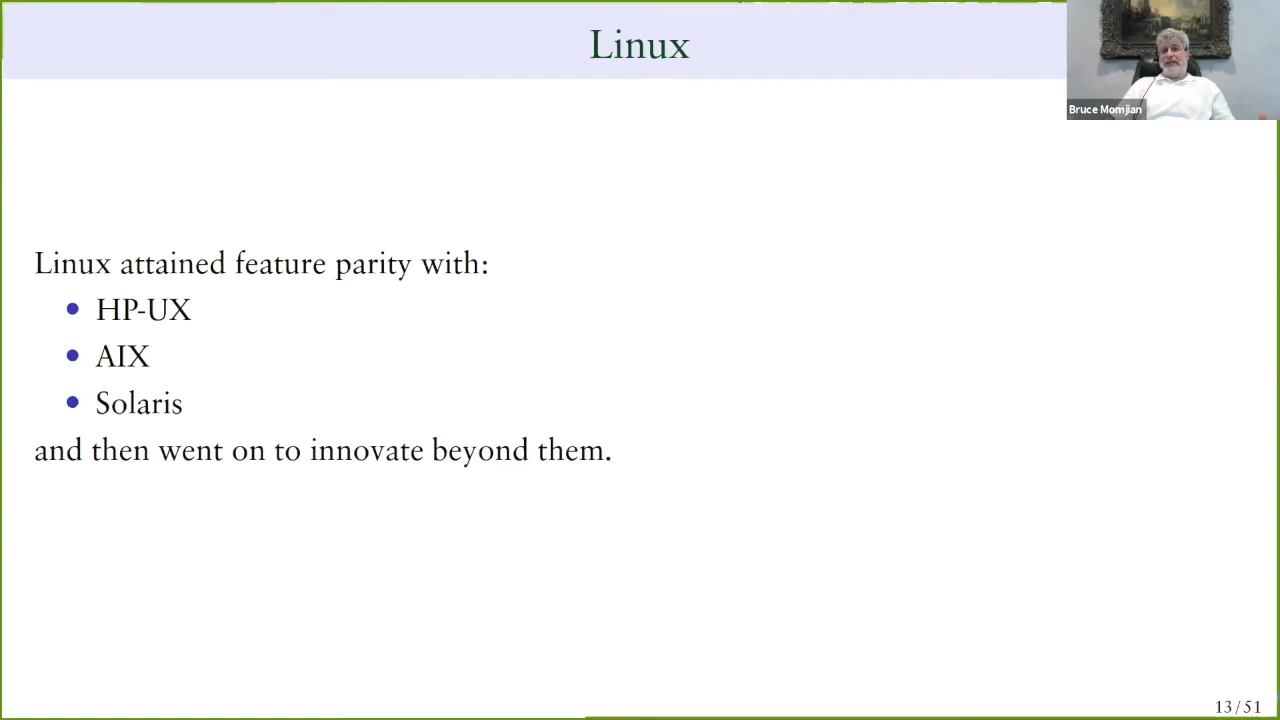 Linux
Bruce Momjian
Linux attained feature parity with:
• HP-UX
• AIX
• Solaris
and then went on to innovate beyond them.
13/51